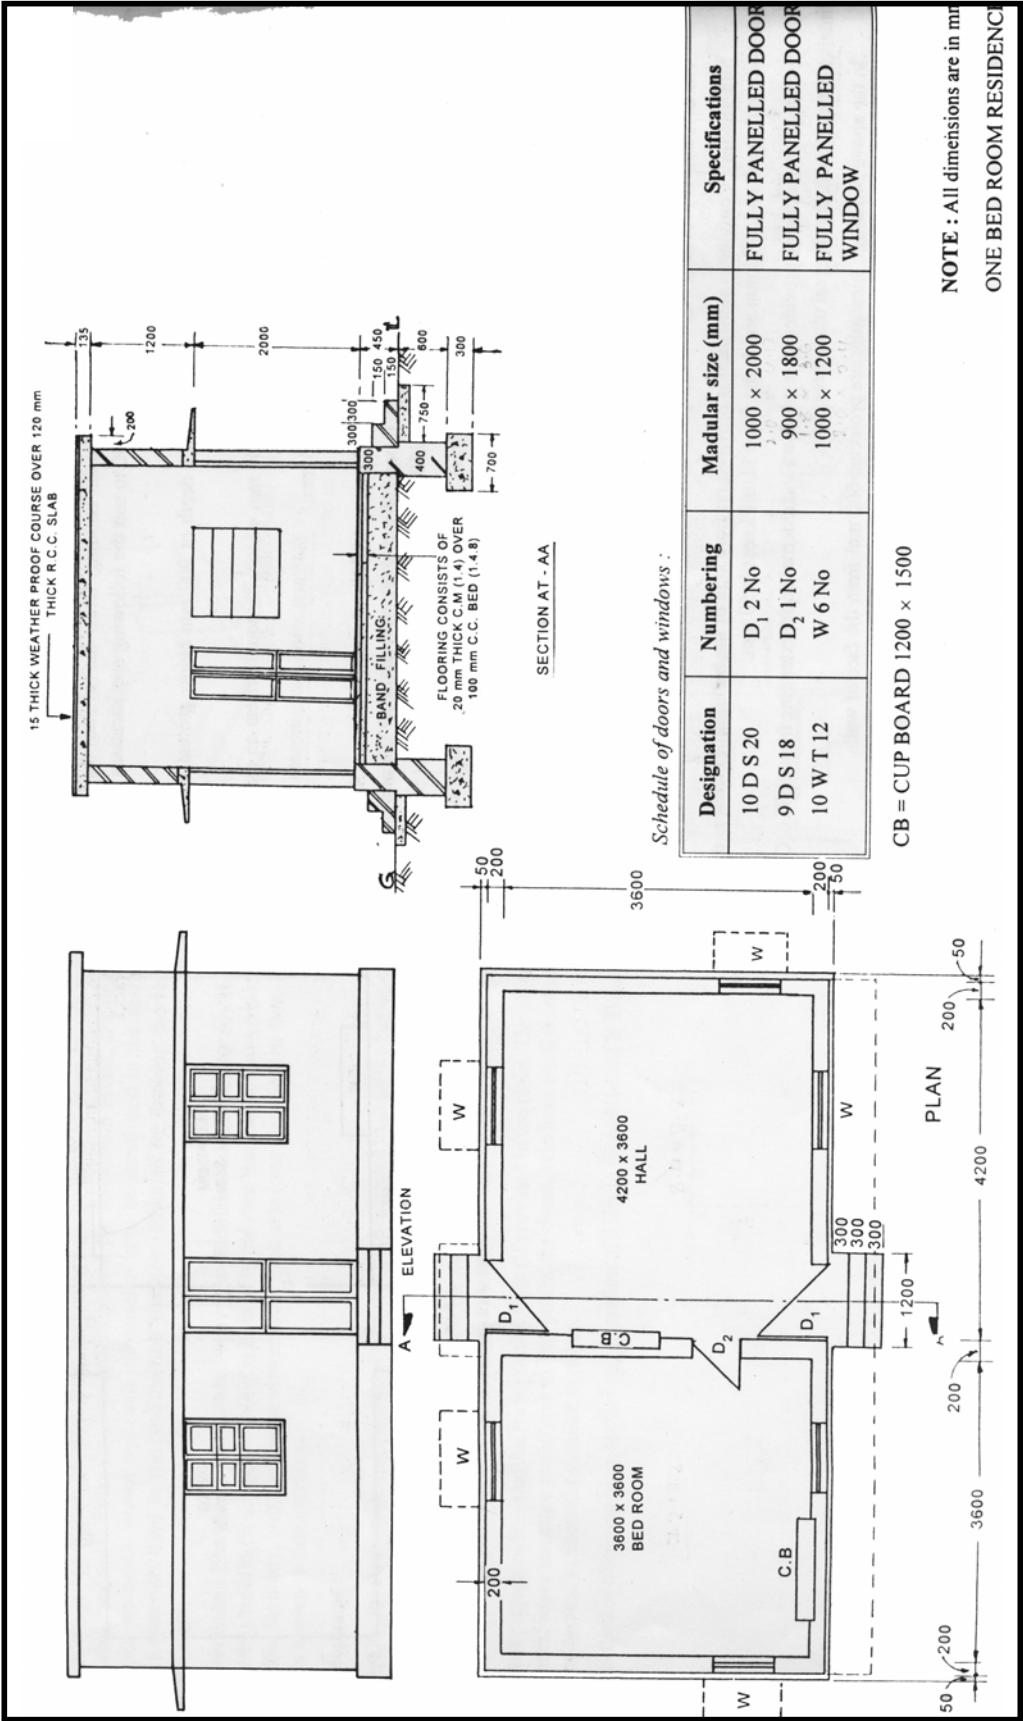 15 THICK WEATHER PROOF COURSE OVER 120 mm
THICK R.C.C. SLAB
200
135
1200
2000
450
600
300
150
150
300
300
300
400
750
700
BAND FILLING
G
L
FLOORING CONSISTS OF
20 mm THICK C.M (1.4) OVER
100 mm C.C. BED (1.4.8)
SECTION AT - AA
ELEVATION
A
A
W
W
W
W
W
50
200
3600
200
50
D1
C.B
D2
D1
4200 x 3600
HALL
3600 x 3600
BED ROOM
C.B
200
300
300
300
1200
50
200
3600
200
4200
200
50
PLAN
Schedule of doors and windows :
Designation Numbering Madular size (mm) Specifications
10 D S 20 D1 2 No 1000 × 2000 FULLY PANELLED DOOR
9 D S 18 D2 1 No 900 × 1800 FULLY PANELLED DOOR
10 W T 12 W 6 No 1000 × 1200 FULLY PANELLED
WINDOW
CB = CUP BOARD 1200 × 1500
NOTE : All dimensions are in mm
ONE BED ROOM RESIDENC